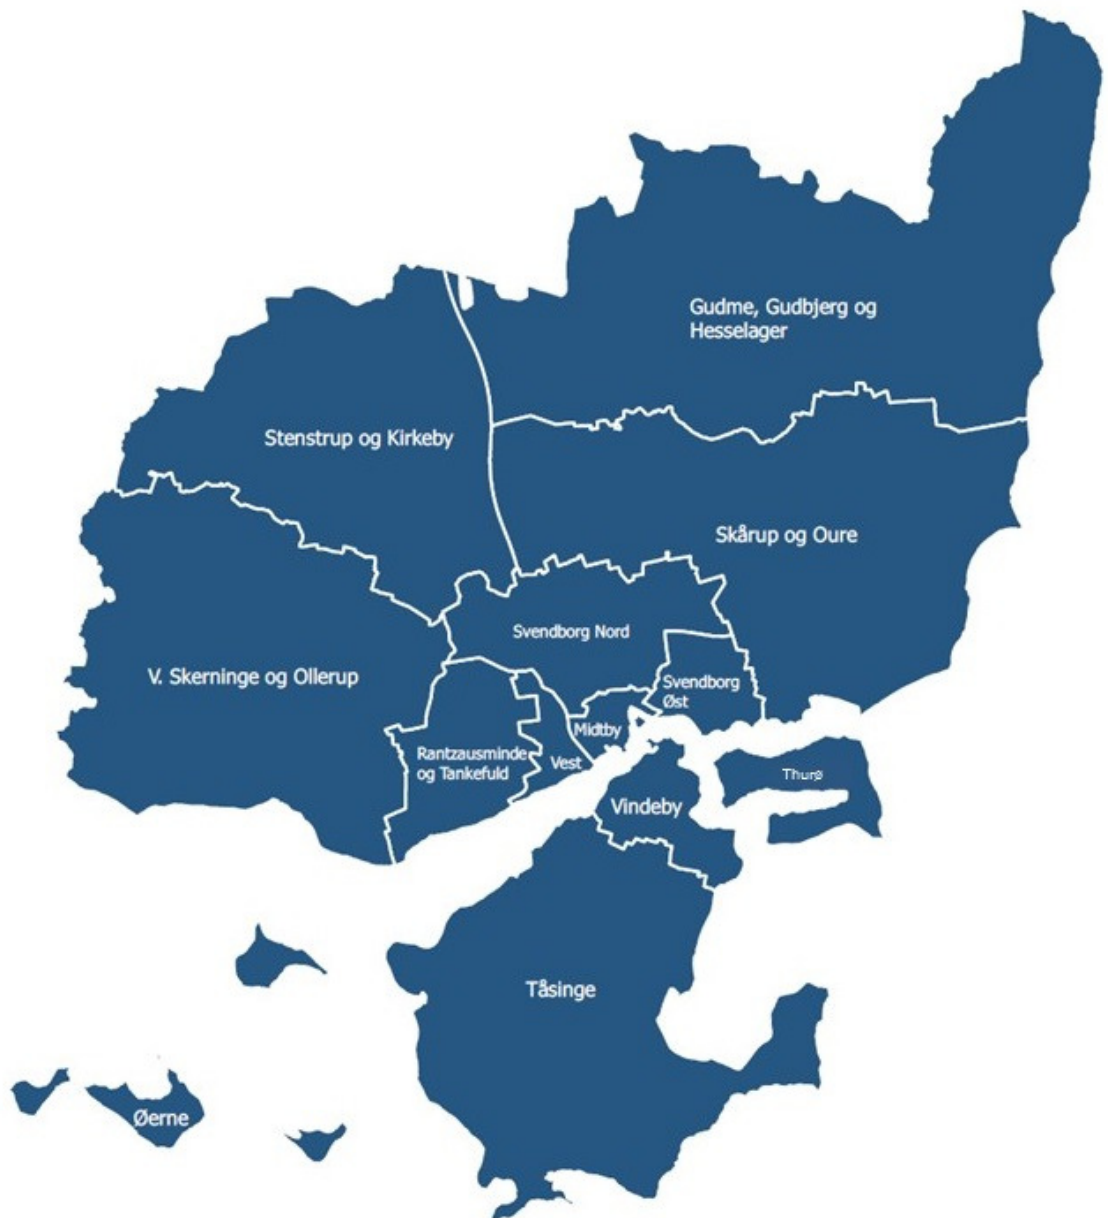 Gudme, Gudbjerg og
Hesselager
Stenstrup og Kirkeby
Skårup og Oure
Svendborg Nord
V. Skerninge og Ollerup
Svendborg
Øst
Midtby
Rantzausminde
og Tankefuld
Vest
Thurø
Vindeby
Tåsinge
Øerne